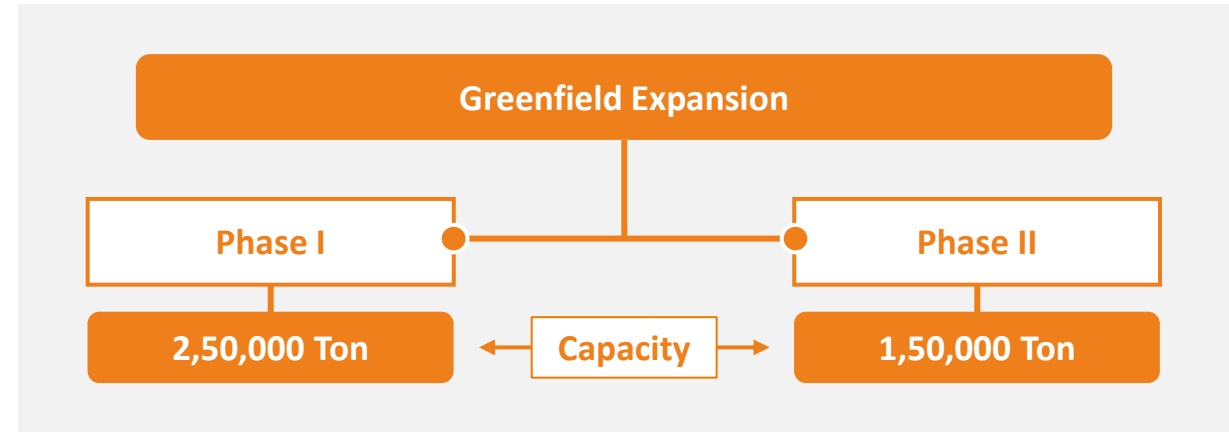 Greenfield Expansion
Phase I
Phase II
2,50,000 Ton
Capacity
1,50,000 Ton